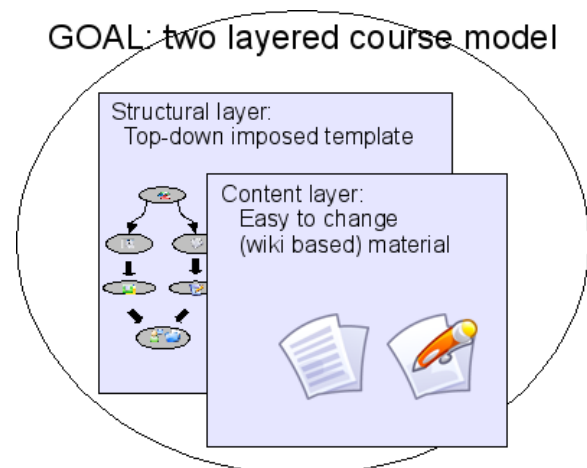 GOAL: two layered course model
Structural layer:
Top-down imposed template
Content layer:
Easy to change
(wiki based) material